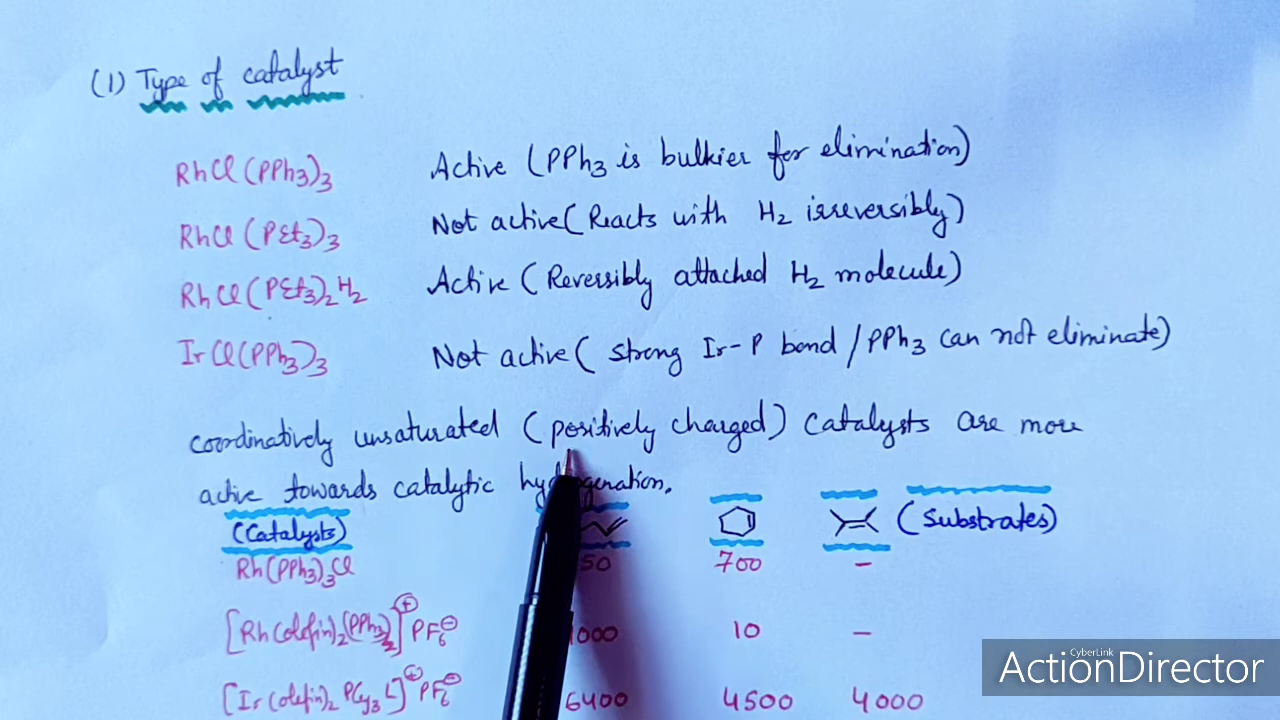 (1) Type of catalyst
RhCl(PPh3)3 Active (PPh3 is bulkier for elimination)
RhCl(PEt3)3 Not active (Reacts with H2 irreversibly)
RhCl(PEt3)2H2 Active (Reversibly attached H2 molecule)
IrCl(PPh3)3 Not active (strong Ir-P bond / PPh3 can not eliminate)
coordinatively unsaturated (positively charged) catalysts are more
active towards catalytic hydrogenation.
(Catalysts) (Substrates)
Rh(PPh3)3Cl 50 700 -
[Rh(olefin)2(PPh3)2]⊕ PF6⊖ 000 10 -
[Ir(olefin)2 PCy3 L]⊕ PF6⊖ 6400 4500 4000
CyberLink
ActionDirector